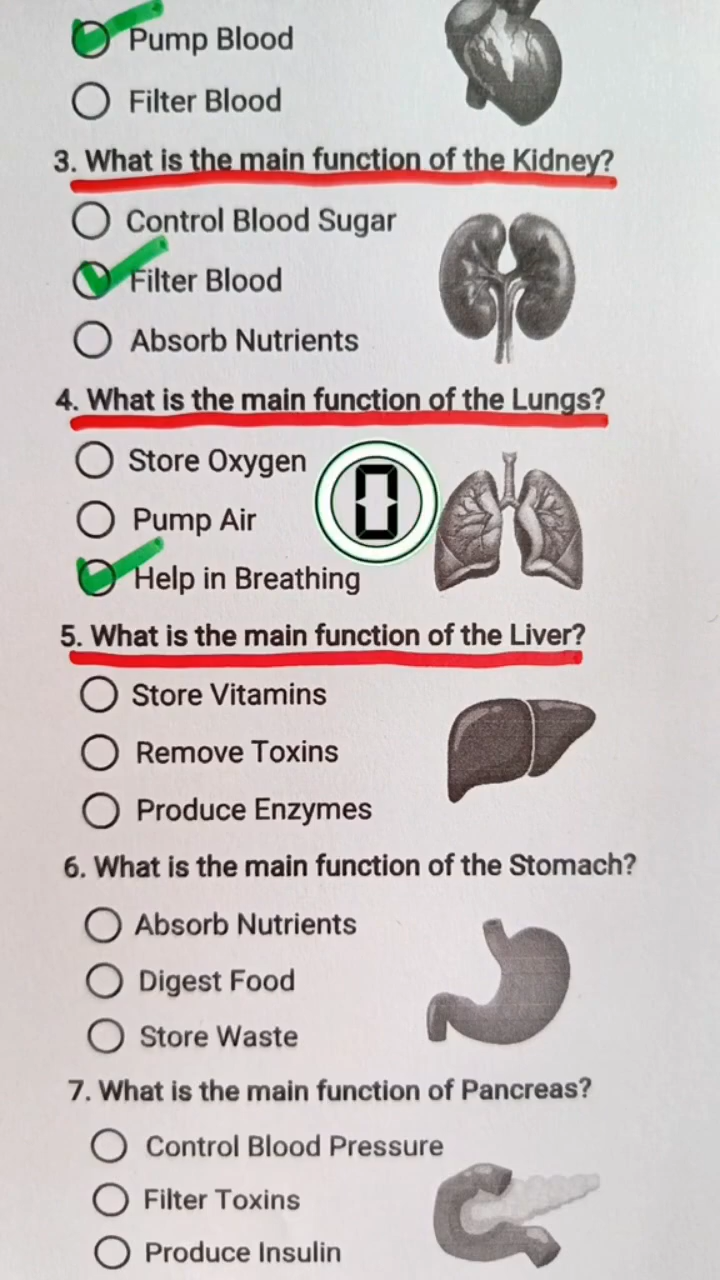 Pump Blood
Filter Blood
3. What is the main function of the Kidney?
Control Blood Sugar
Filter Blood
Absorb Nutrients
4. What is the main function of the Lungs?
Store Oxygen
0
Pump Air
Help in Breathing
5. What is the main function of the Liver?
Store Vitamins
Remove Toxins
Produce Enzymes
6. What is the main function of the Stomach?
Absorb Nutrients
Digest Food
Store Waste
7. What is the main function of Pancreas?
Control Blood Pressure
Filter Toxins
Produce Insulin